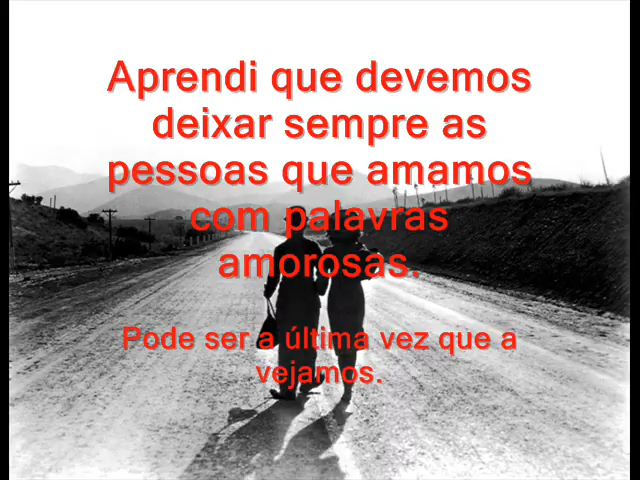 Aprendi que devemos
deixar sempre as
pessoas que amamos
com palavras
amorosas.
Pode ser a última vez que a
vejamos.